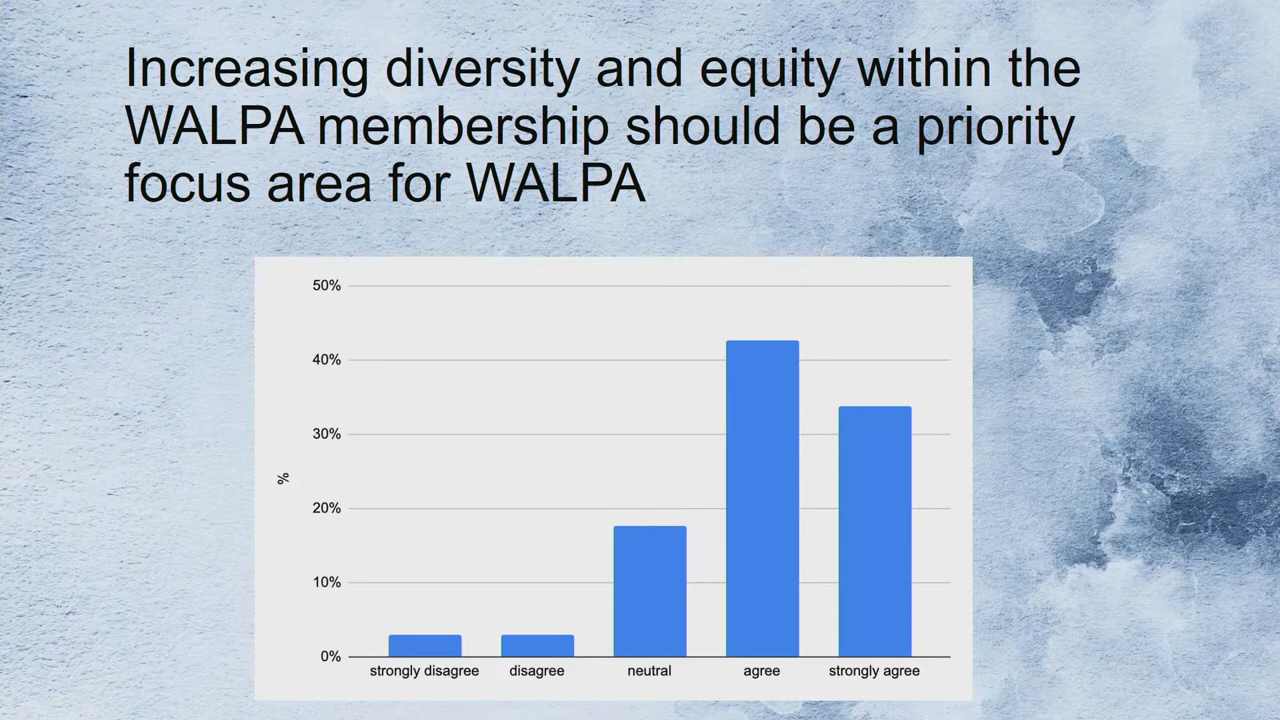 Increasing diversity and equity within the
WALPA membership should be a priority
focus area for WALPA
50%
40%
30%
%
20%
10%
0%
strongly disagree disagree neutral agree strongly agree